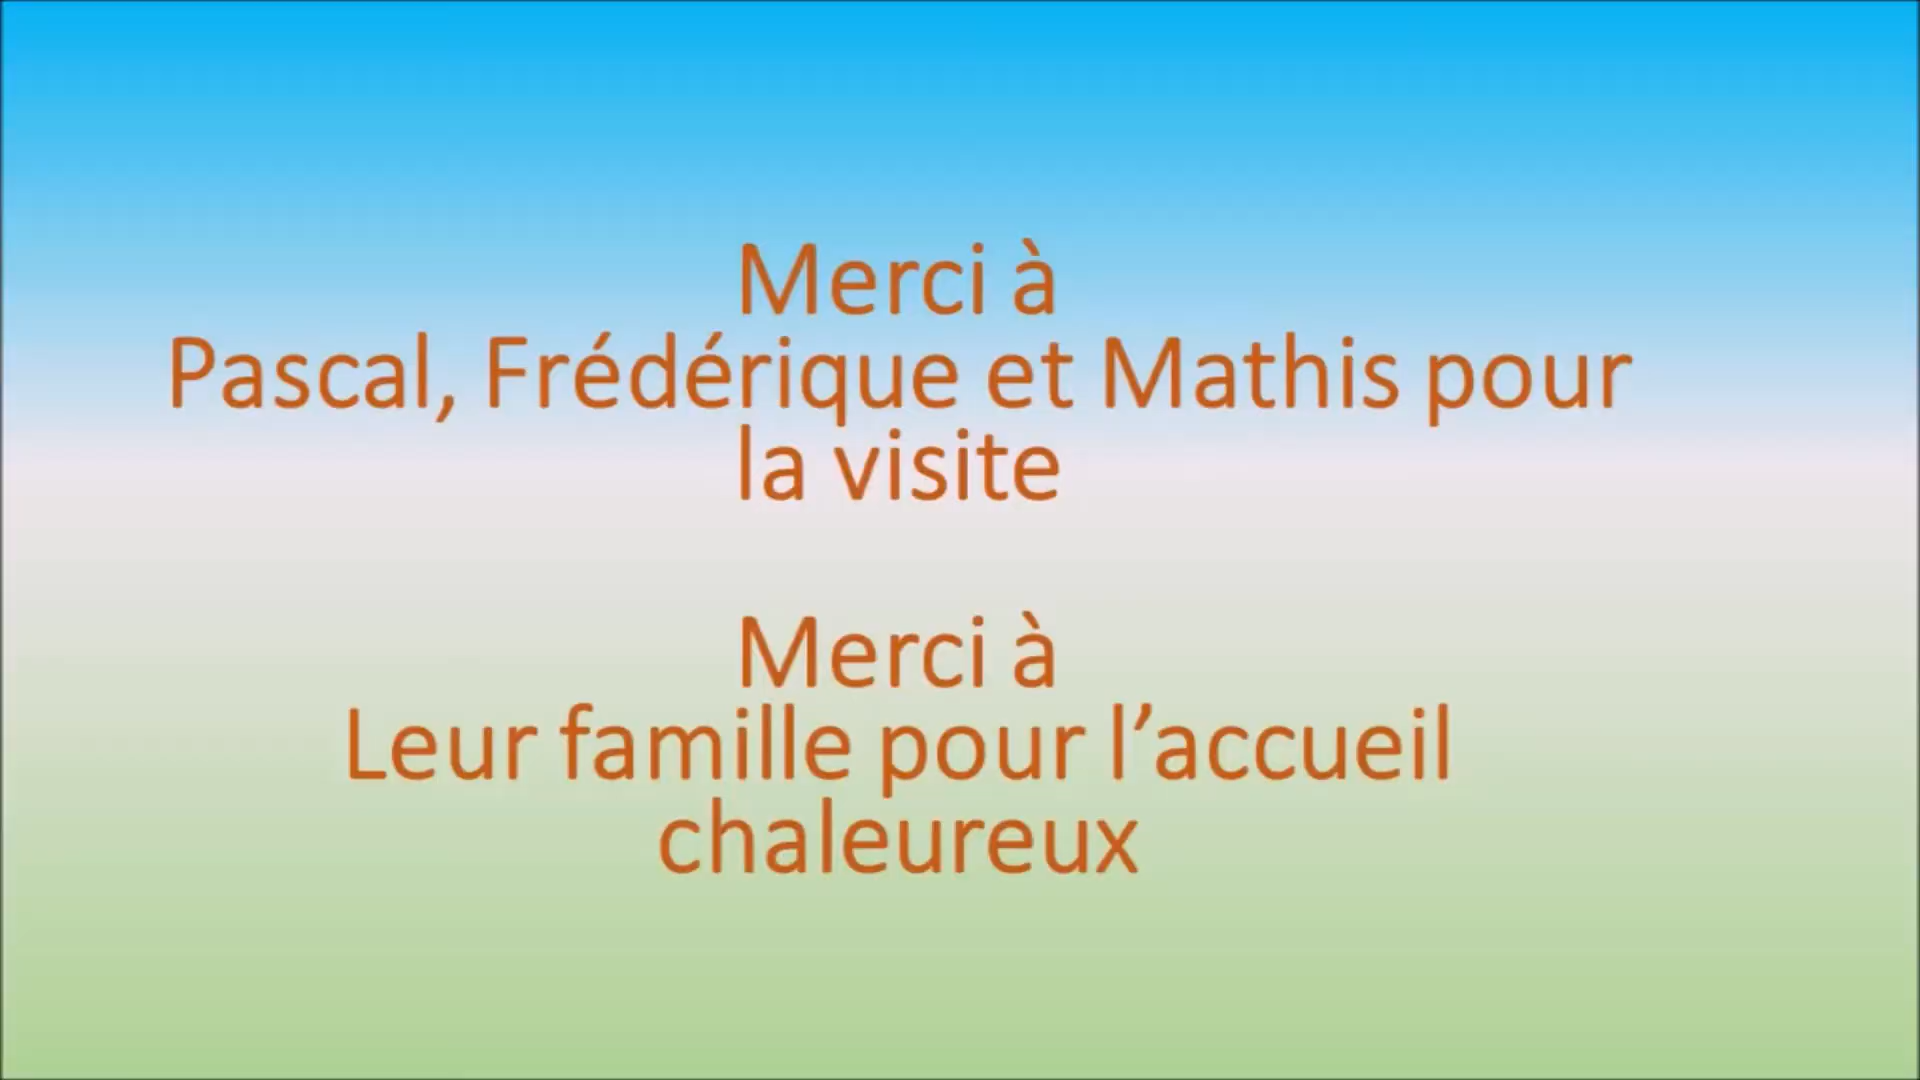 Merci à
Pascal, Frédérique et Mathis pour
la visite
Merci à
Leur famille pour l’accueil
chaleureux